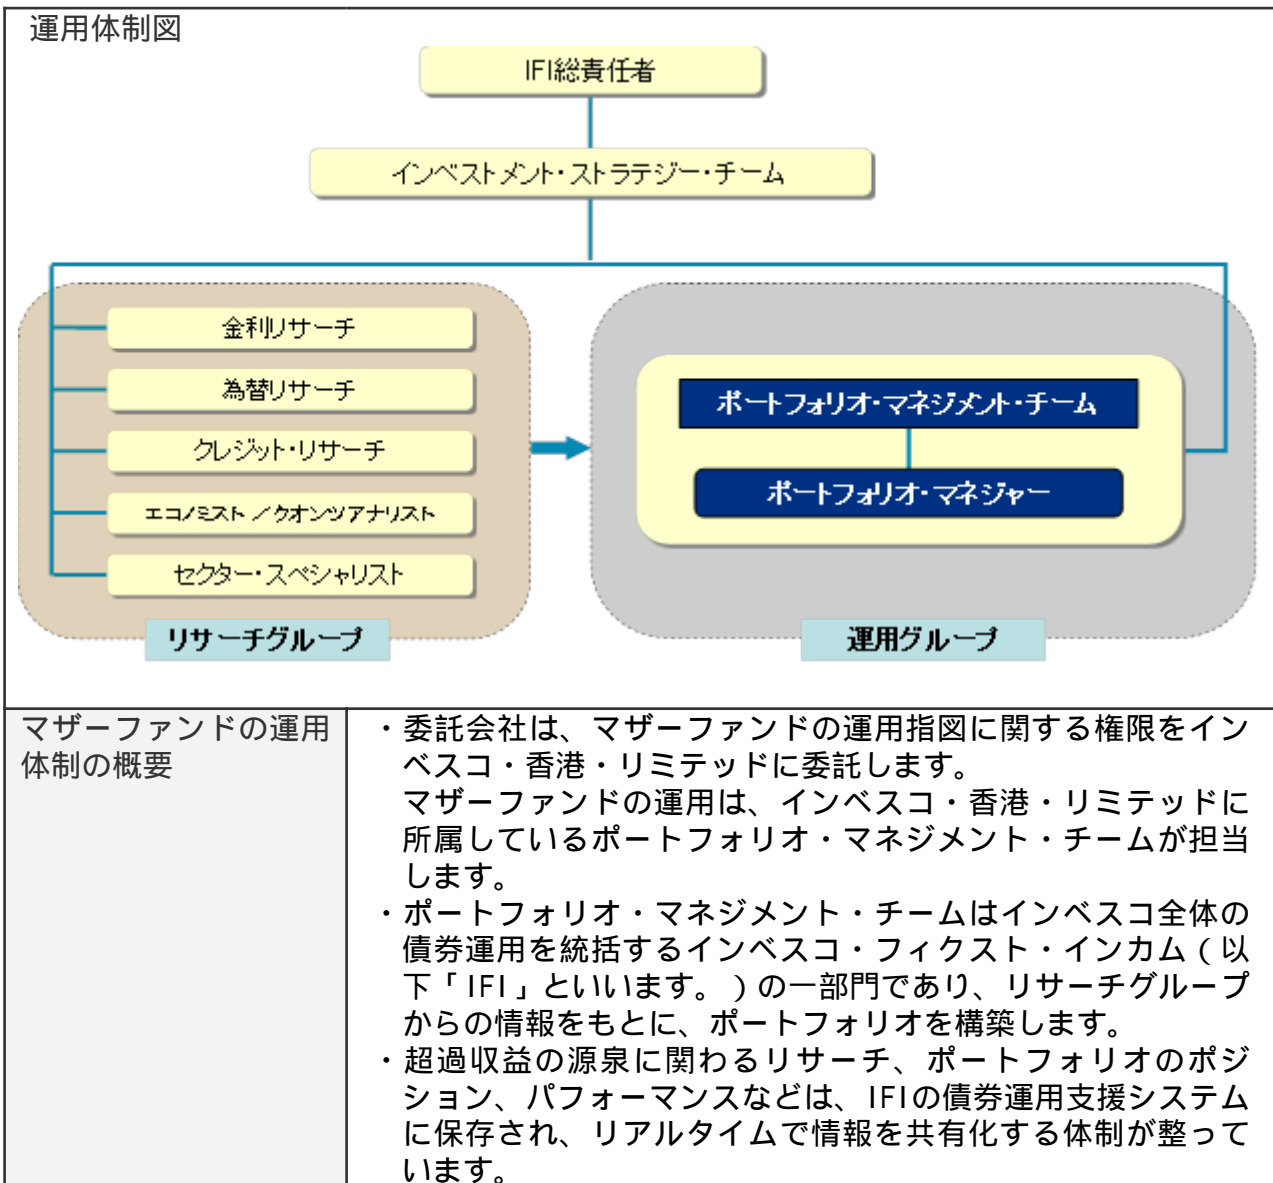 運用体制図
IFI総責任者
インベストメント・ストラテジー・チーム
金利リサーチ
為替リサーチ
クレジット・リサーチ
エコノミスト／クオンツアナリスト
セクター・スペシャリスト
リサーチグループ
ポートフォリオ・マネジメント・チーム
ポートフォリオ・マネジャー
運用グループ
マザーファンドの運用
体制の概要
・委託会社は、マザーファンドの運用指図に関する権限をイン
ベスコ・香港・リミテッドに委託します。
マザーファンドの運用は、インベスコ・香港・リミテッドに
所属しているポートフォリオ・マネジメント・チームが担当
します。
・ポートフォリオ・マネジメント・チームはインベスコ全体の
債券運用を統括するインベスコ・フィクスト・インカム（以
下「IFI」といいます。）の一部門であり、リサーチグループ
からの情報をもとに、ポートフォリオを構築します。
・超過収益の源泉に関わるリサーチ、ポートフォリオのポジ
ション、パフォーマンスなどは、IFIの債券運用支援システム
に保存され、リアルタイムで情報を共有化する体制が整って
います。